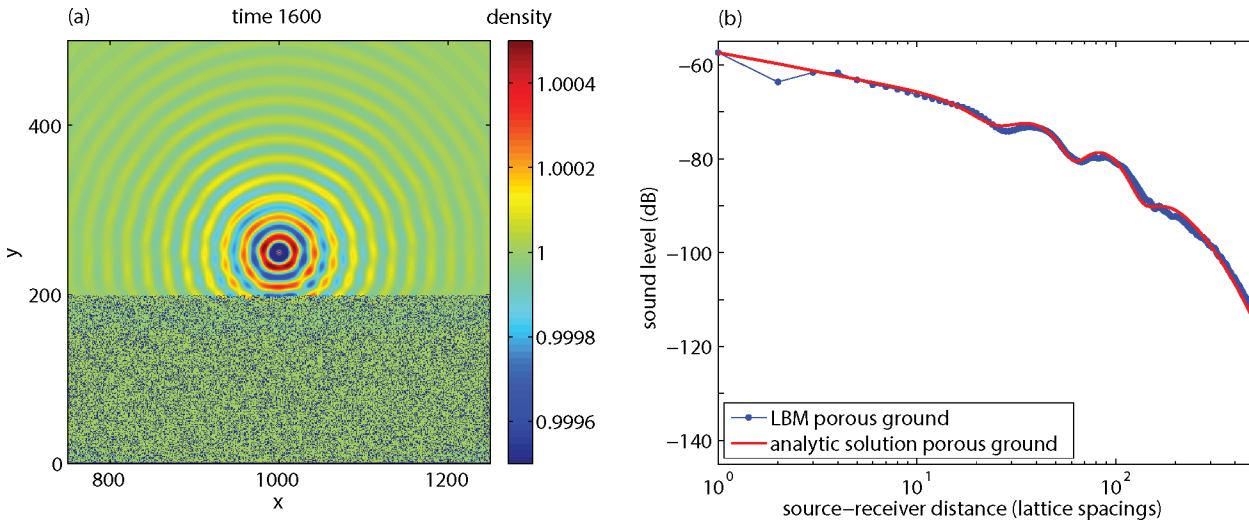 (a)
time 1600
density
400
200
0
y
800
1000
1200
x
1.0004
1.0002
1
0.9998
0.9996
(b)
−60
−80
−100
−120
−140
sound level (dB)
LBM porous ground
analytic solution porous ground
10^0
10^1
10^2
source−receiver distance (lattice spacings)